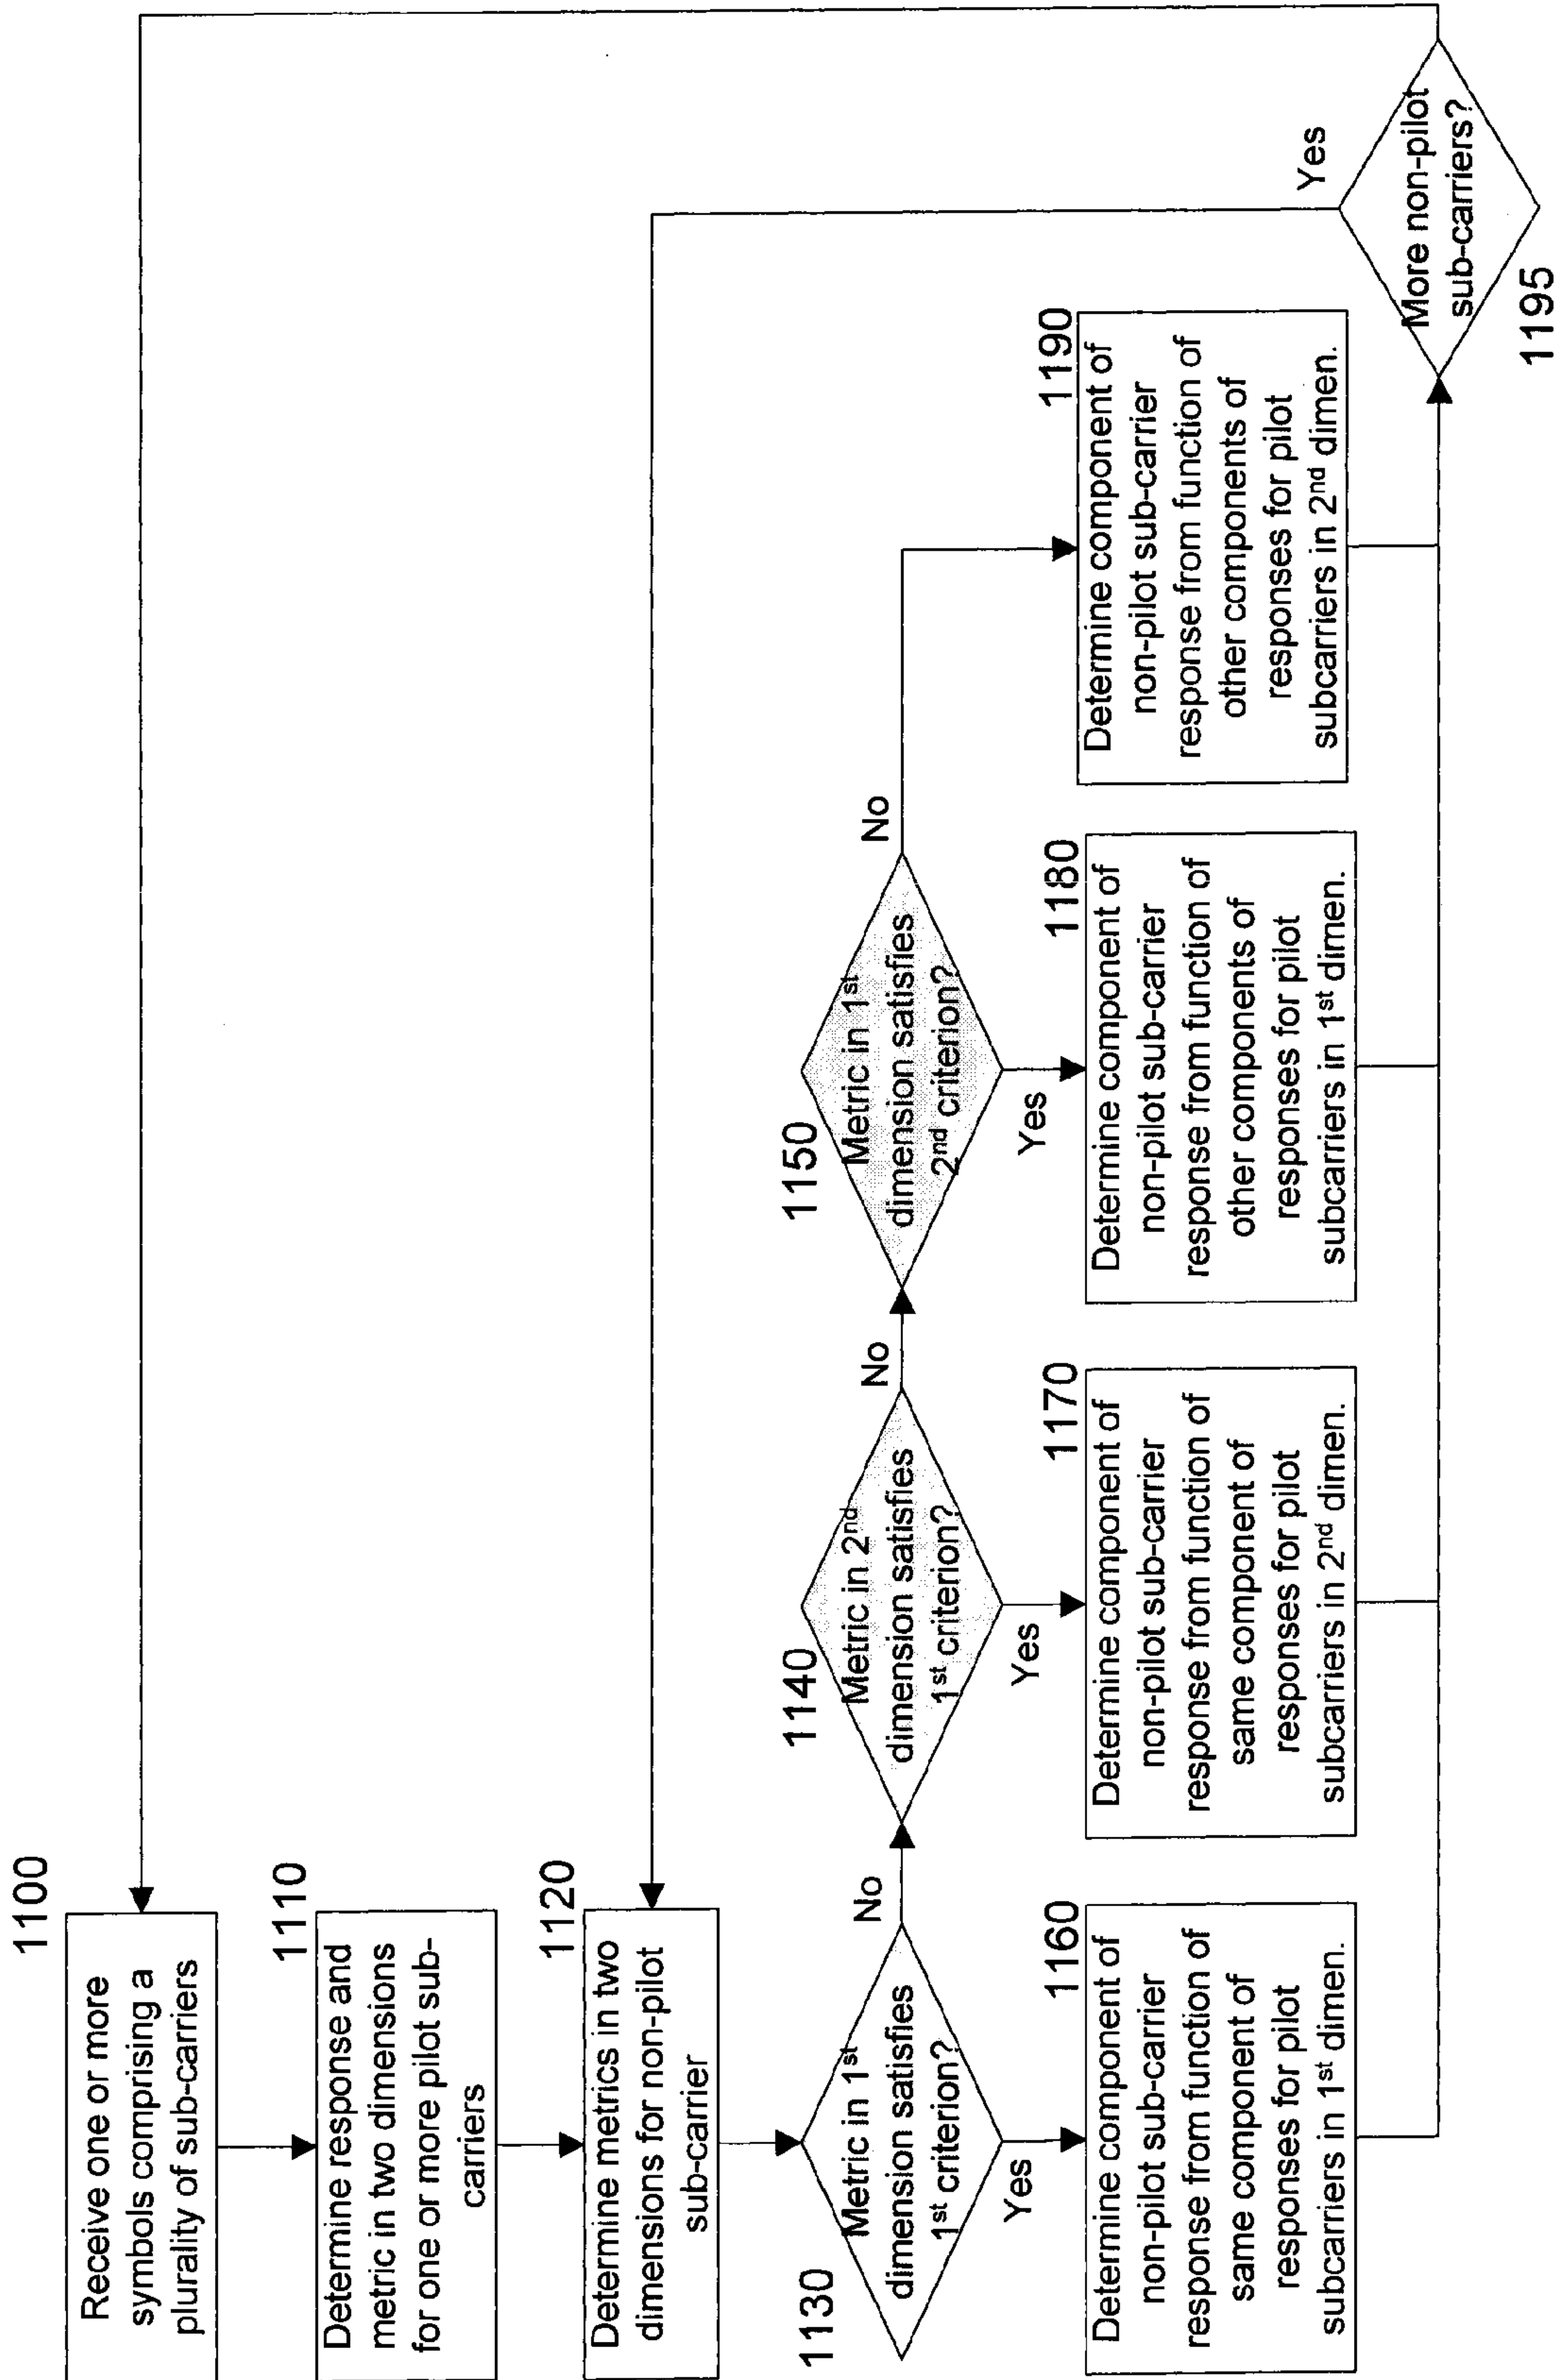 1100
Receive one or more
symbols comprising a
plurality of sub-carriers
1110
Determine response and
metric in two dimensions
for one or more pilot sub-
carriers
1120
Determine metrics in two
dimensions for non-pilot
sub-carrier
1130
Metric in 1st
dimension satisfies
1st criterion?
No
Yes
1140
Metric in 2nd
dimension satisfies
1st criterion?
No
Yes
1150
Metric in 1st
dimension satisfies
2nd criterion?
No
Yes
1160
Determine component of
non-pilot sub-carrier
response from function of
same component of
responses for pilot
subcarriers in 1st dimen.
1170
Determine component of
non-pilot sub-carrier
response from function of
same component of
responses for pilot
subcarriers in 2nd dimen.
1180
Determine component of
non-pilot sub-carrier
response from function of
other components of
responses for pilot
subcarriers in 1st dimen.
1190
Determine component of
non-pilot sub-carrier
response from function of
other components of
responses for pilot
subcarriers in 2nd dimen.
Yes
More non-pilot
sub-carriers?
1195